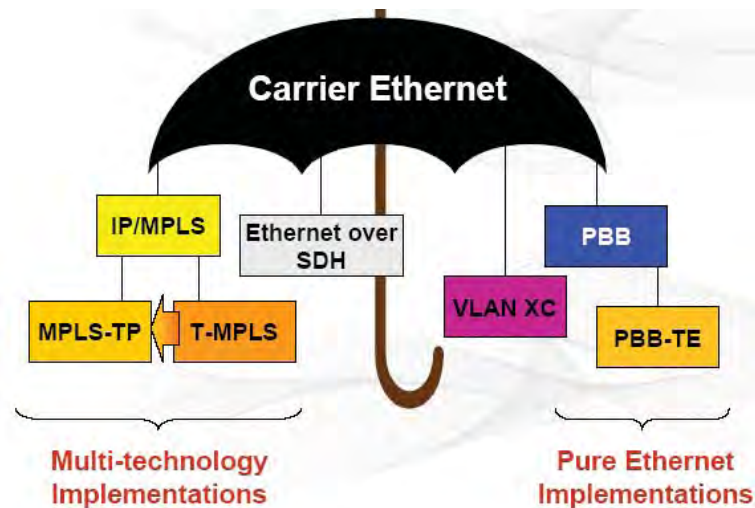 Carrier Ethernet
IP/MPLS
Ethernet over
SDH
PBB
MPLS-TP
T-MPLS
VLAN XC
PBB-TE
Multi-technology
Implementations
Pure Ethernet
Implementations